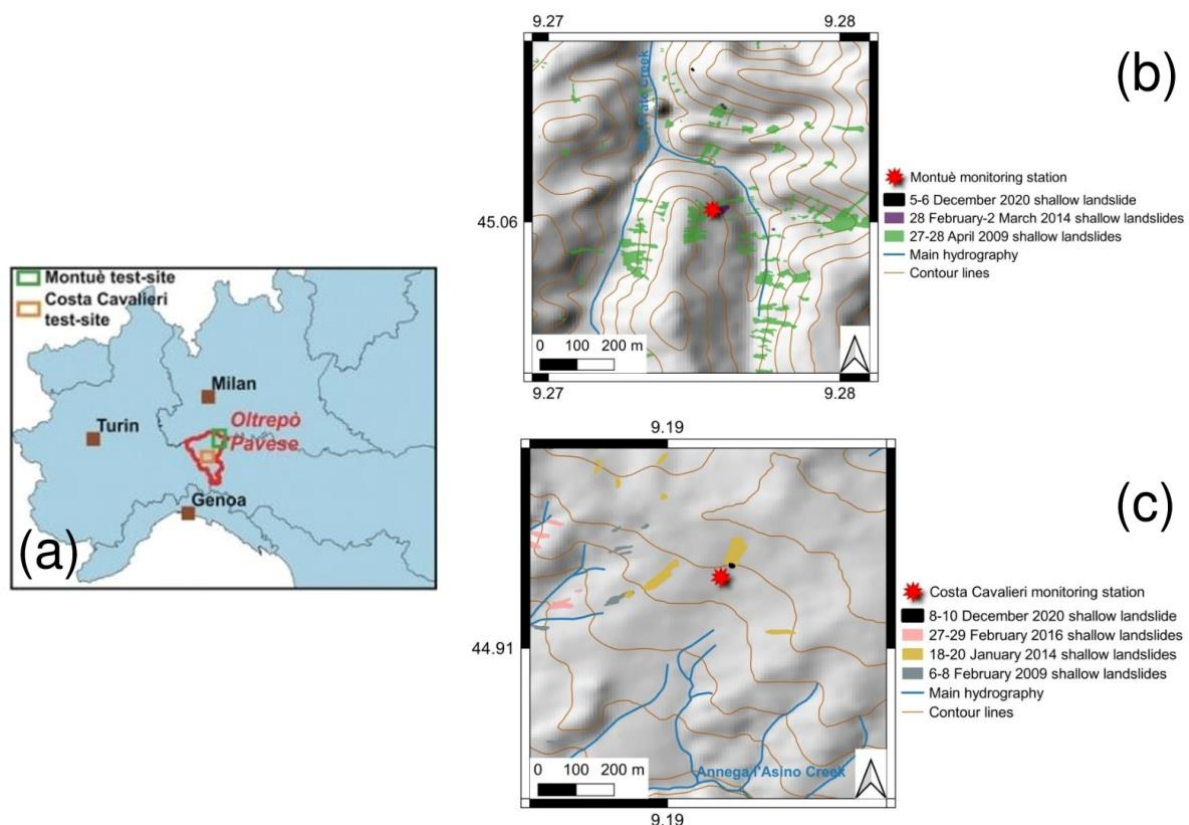 Montuè test-site
Costa Cavalieri
test-site
Milan
Turin
Oltrepò
Pavese
Genoa
(a)
9.27
9.28
45.06
Creek
0 100 200 m
9.27
9.28
(b)
Montuè monitoring station
5-6 December 2020 shallow landslide
28 February-2 March 2014 shallow landslides
27-28 April 2009 shallow landslides
Main hydrography
Contour lines
9.19
44.91
0 100 200 m
Annega l'Asino Creek
9.19
(c)
Costa Cavalieri monitoring station
8-10 December 2020 shallow landslide
27-29 February 2016 shallow landslides
18-20 January 2014 shallow landslides
6-8 February 2009 shallow landslides
Main hydrography
Contour lines